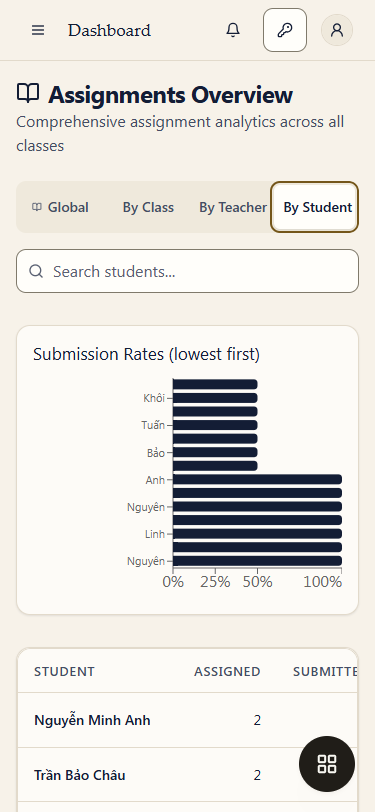 Dashboard
Assignments Overview
Comprehensive assignment analytics across all
classes
Global
By Class
By Teacher
By Student
Search students...
Submission Rates (lowest first)
Khôi
Tuấn
Bảo
Anh
Nguyên
Linh
Nguyên
0% 25% 50% 100%
STUDENT ASSIGNED SUBMITTE
Nguyễn Minh Anh 2
Trần Bảo Châu 2